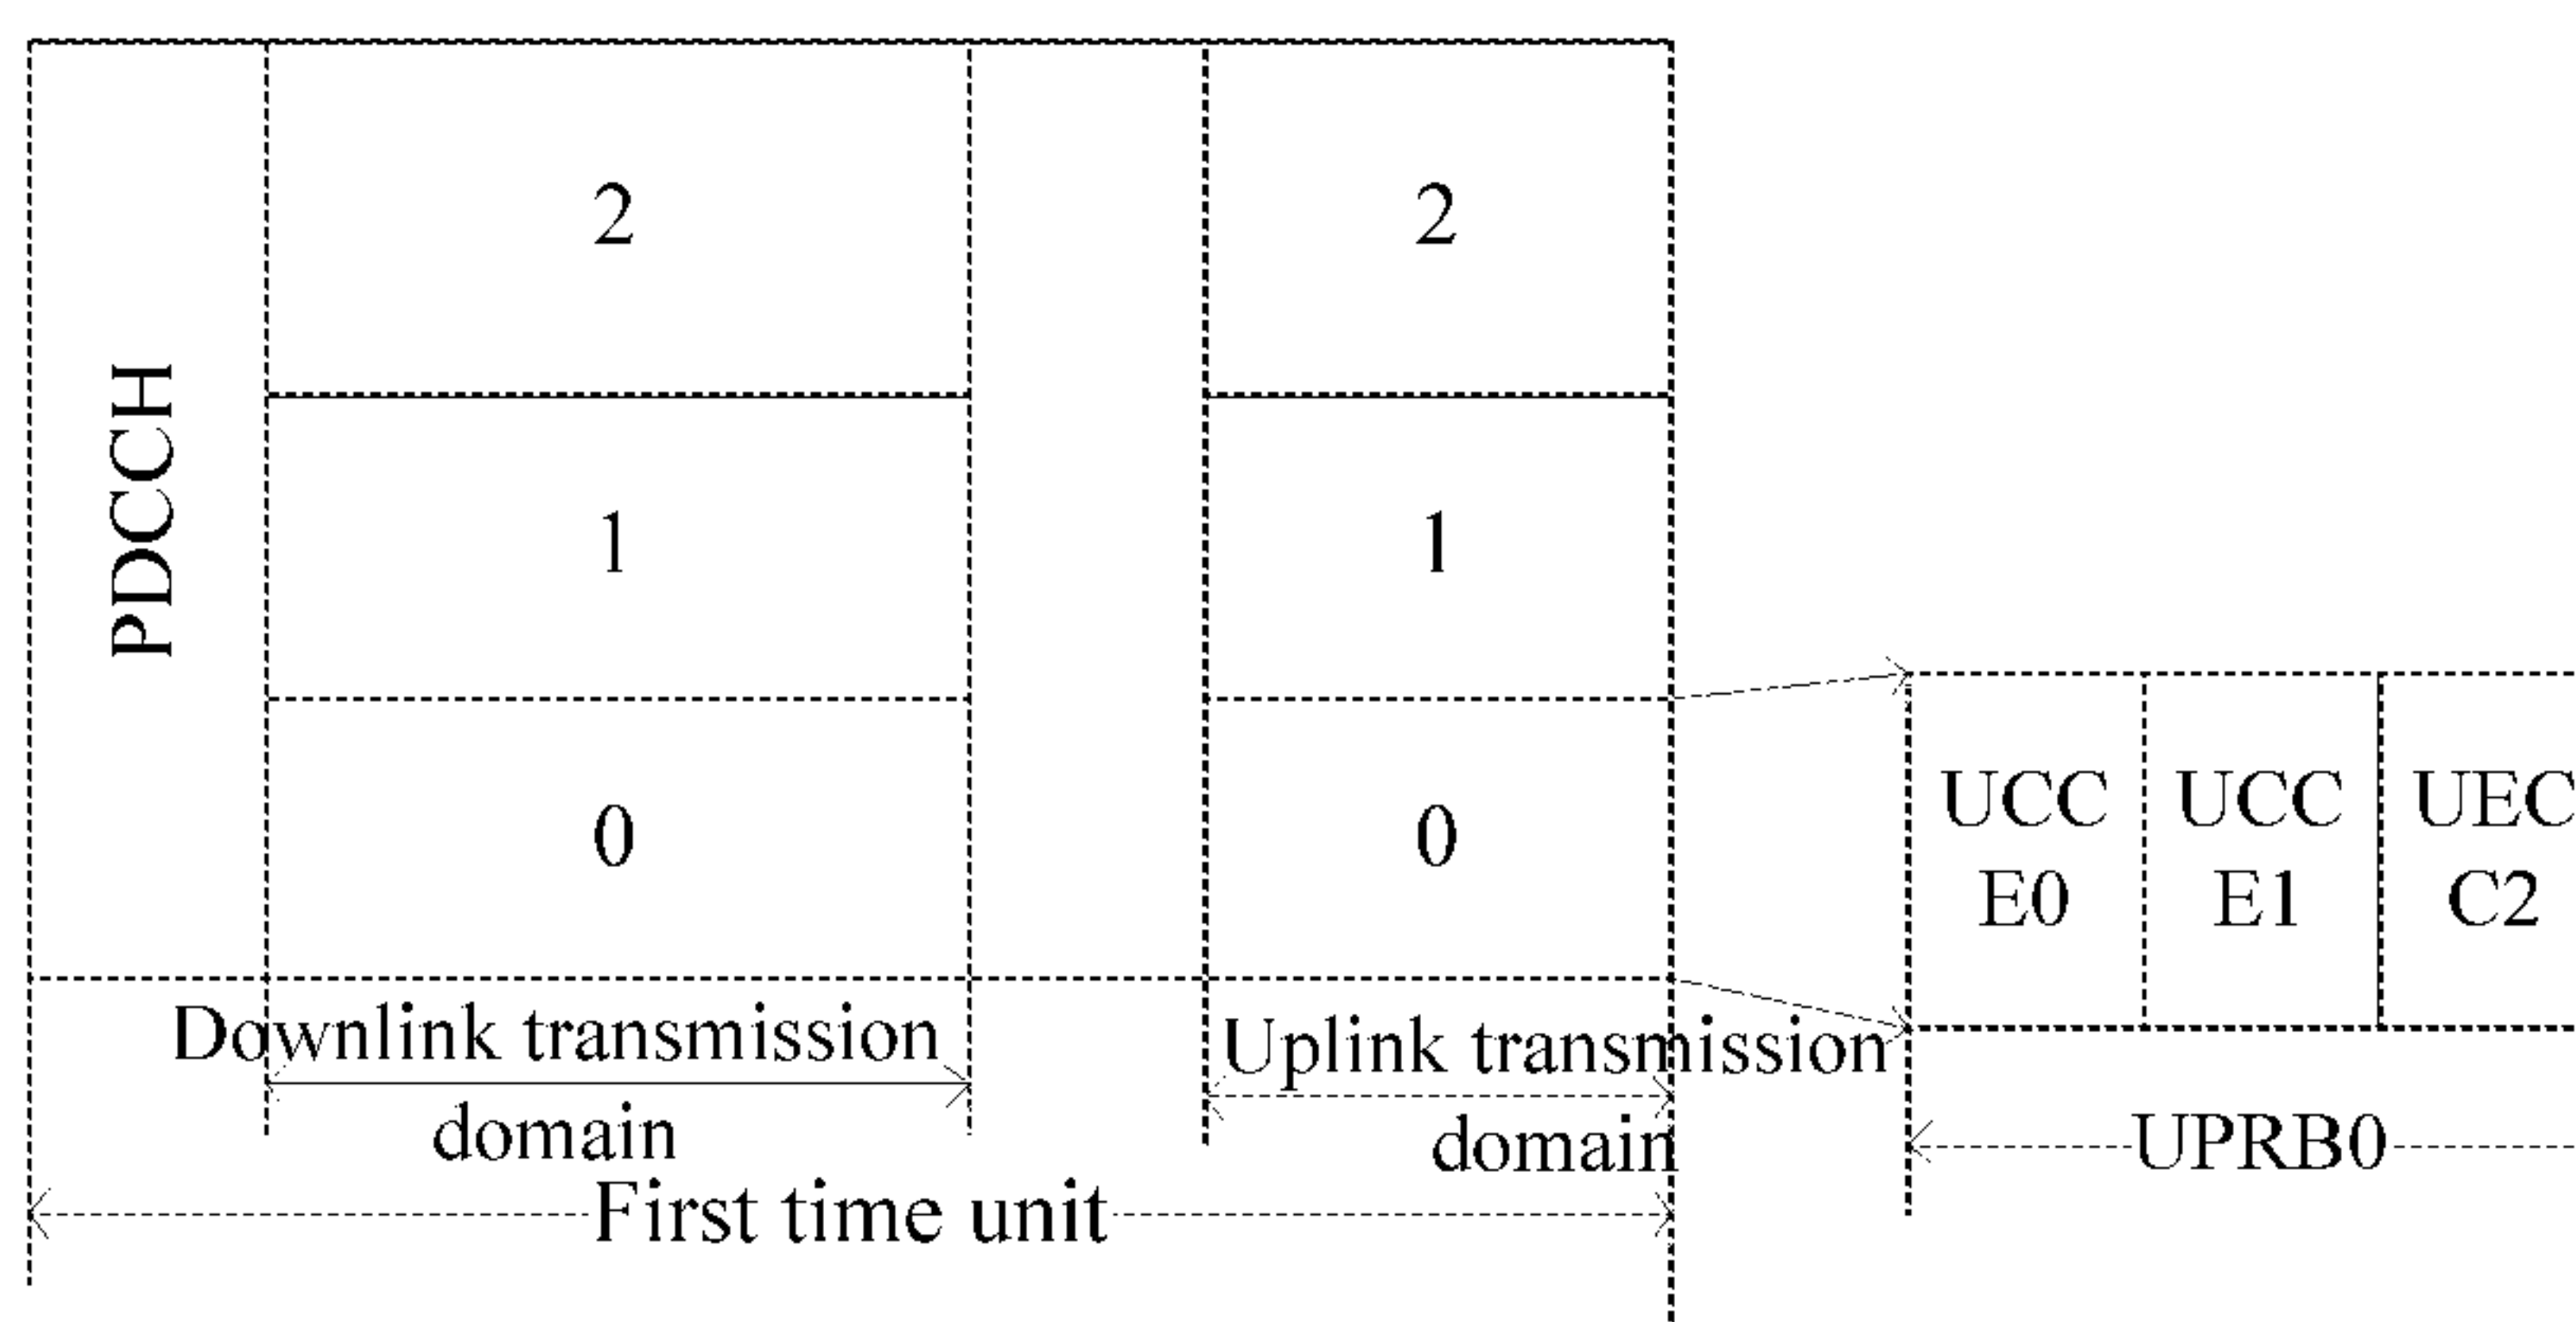 PDCCH
2
2
1
1
0
0
UCC
E0
UCC
E1
UEC
C2
Downlink transmission
domain
Uplink transmission
domain
UPRB0
First time unit